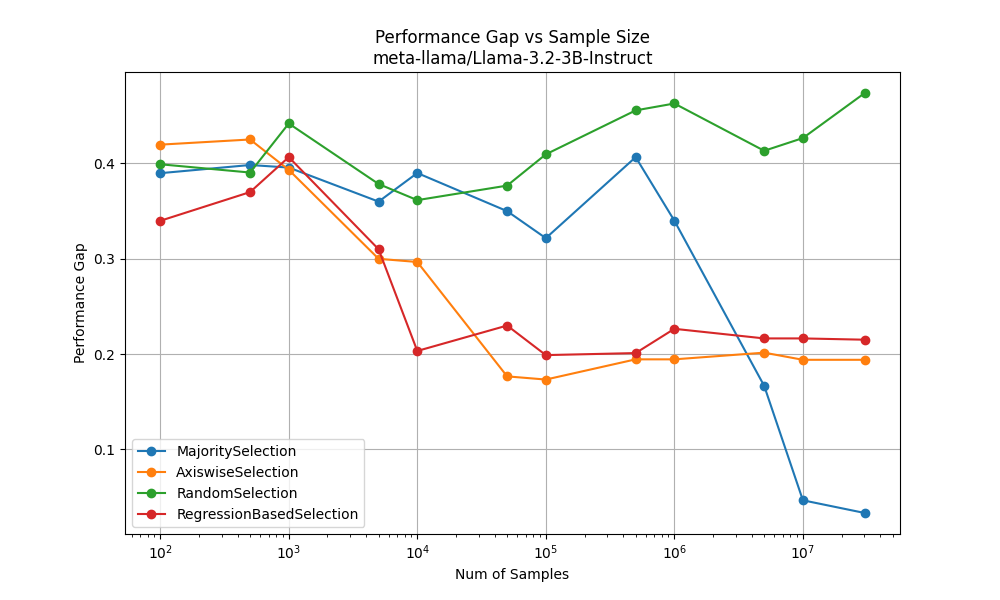 Performance Gap vs Sample Size
meta-llama/Llama-3.2-3B-Instruct
Performance Gap
0.4
0.3
0.2
0.1
MajoritySelection
AxiswiseSelection
RandomSelection
RegressionBasedSelection
10²
10³
10⁴
10⁵
10⁶
10⁷
Num of Samples